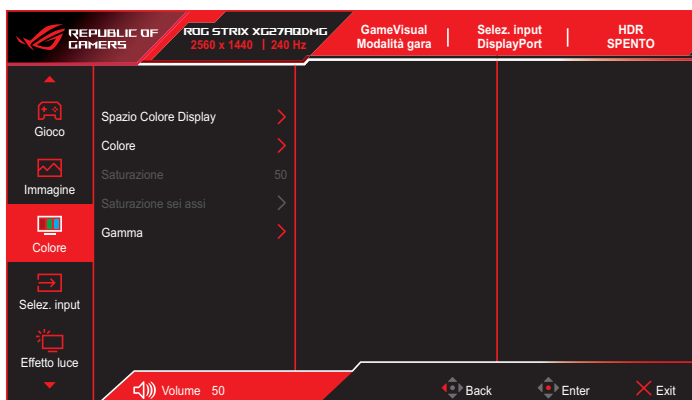 REPUBLIC OF
GAMERS
ROG STRIX XG27AQDMG
2560 x 1440 | 240 Hz
GameVisual
Modalità gara
Selez. input
DisplayPort
HDR
SPENTO
Gioco
Immagine
Colore
Selez. input
Effetto luce
Spazio Colore Display
Colore
Saturazione 50
Saturazione sei assi
Gamma
Volume 50
Back
Enter
Exit